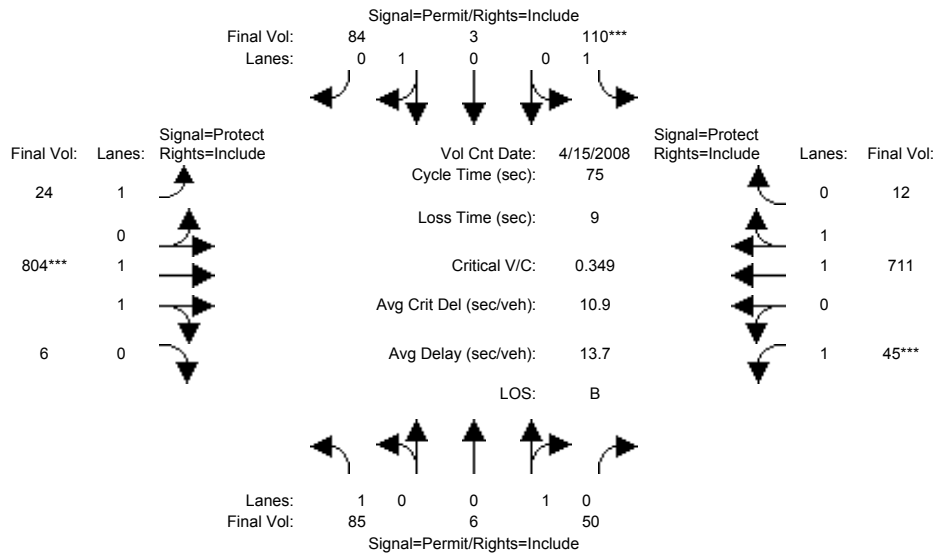 Signal=Permit/Rights=Include
Final Vol: 84 3 110***
Lanes: 0 1 0 0 1
Signal=Protect Signal=Protect
Final Vol: Lanes: Rights=Include Vol Cnt Date: 4/15/2008 Rights=Include Lanes: Final Vol:
Cycle Time (sec): 75
24 1 0 12
Loss Time (sec): 9
0 1
804*** 1 Critical V/C: 0.349 1 711
1 Avg Crit Del (sec/veh): 10.9 0
6 0 Avg Delay (sec/veh): 13.7 1 45***
LOS: B
Lanes: 1 0 0 1 0
Final Vol: 85 6 50
Signal=Permit/Rights=Include